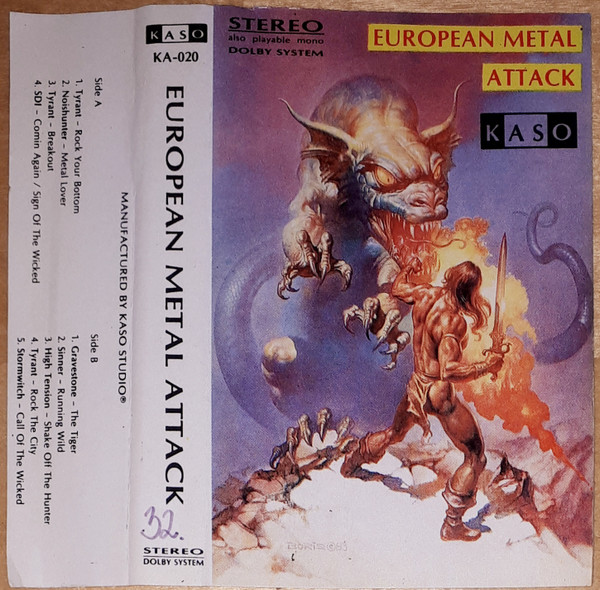 Side A
1. Tyrant – Rock Your Bottom
2. Noishunter – Metal Lover
3. Tyrant – Breakout
4. SDI – Comin Again / Sign Of The Wicked
Side B
1. Gravestone – The Tiger
2. Sinner – Running Wild
3. High Tension – Shake Off The Hunter
4. Tyrant – Rock The City
5. Stormwitch – Call Of The Wicked
MANUFACTURED BY KASO STUDIO®
KASO
KA-020
EUROPEAN METAL ATTACK
32.
STEREO
DOLBY SYSTEM
STEREO
also playable mono
DOLBY SYSTEM
EUROPEAN METAL
ATTACK
KASO